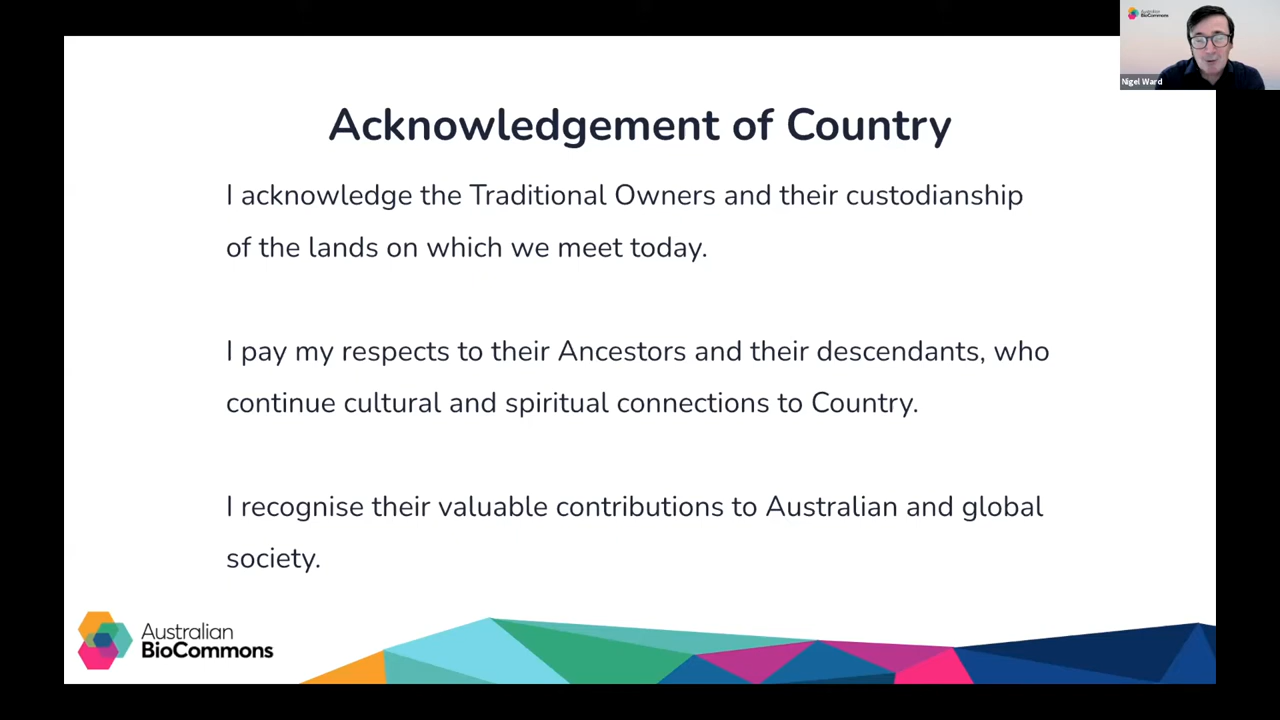 Australian
BioCommons
Nigel Ward
Acknowledgement of Country
I acknowledge the Traditional Owners and their custodianship
of the lands on which we meet today.
I pay my respects to their Ancestors and their descendants, who
continue cultural and spiritual connections to Country.
I recognise their valuable contributions to Australian and global
society.
Australian
BioCommons